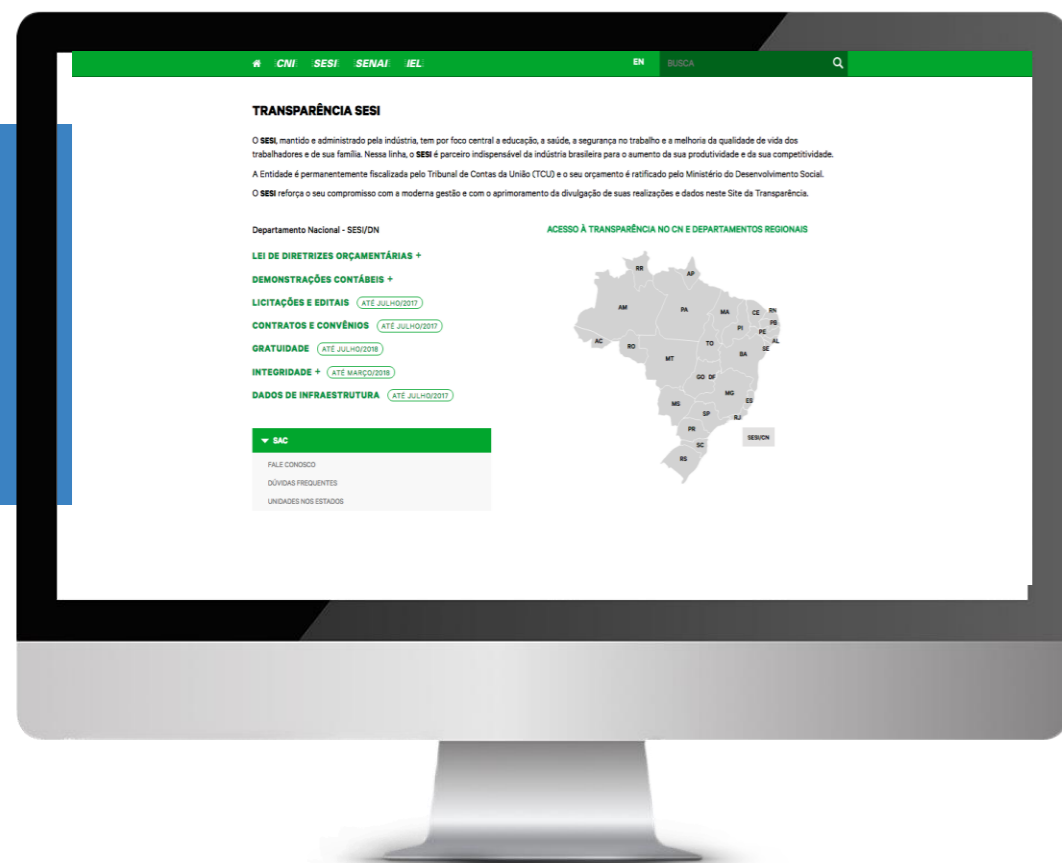 CNI SESI SENAI IEL EN BUSCA
TRANSPARÊNCIA SESI
O SESI, mantido e administrado pela indústria, tem por foco central a educação, a saúde, a segurança no trabalho e a melhoria da qualidade de vida dos
trabalhadores e de sua família. Nessa linha, o SESI é parceiro indispensável da indústria brasileira para o aumento da sua produtividade e da sua competitividade.
A Entidade é permanentemente fiscalizada pelo Tribunal de Contas da União (TCU) e o seu orçamento é ratificado pelo Ministério do Desenvolvimento Social.
O SESI reforça o seu compromisso com a moderna gestão e com o aprimoramento da divulgação de suas realizações e dados neste Site da Transparência.
Departamento Nacional - SESI/DN
LEI DE DIRETRIZES ORÇAMENTÁRIAS +
DEMONSTRAÇÕES CONTÁBEIS +
LICITAÇÕES E EDITAIS ATÉ JULHO/2017
CONTRATOS E CONVÊNIOS ATÉ JULHO/2017
GRATUIDADE ATÉ JULHO/2018
INTEGRIDADE + ATÉ MARÇO/2018
DADOS DE INFRAESTRUTURA ATÉ JULHO/2017
SAC
FALE CONOSCO
DÚVIDAS FREQUENTES
UNIDADES NOS ESTADOS
ACESSO À TRANSPARÊNCIA NO CN E DEPARTAMENTOS REGIONAIS
RR AP
AM PA MA CE RN
PI PB
PE
AC RO TO AL
MT BA SE
GO DF
MS MG ES
SP RJ
PR SESI/CN
SC
RS